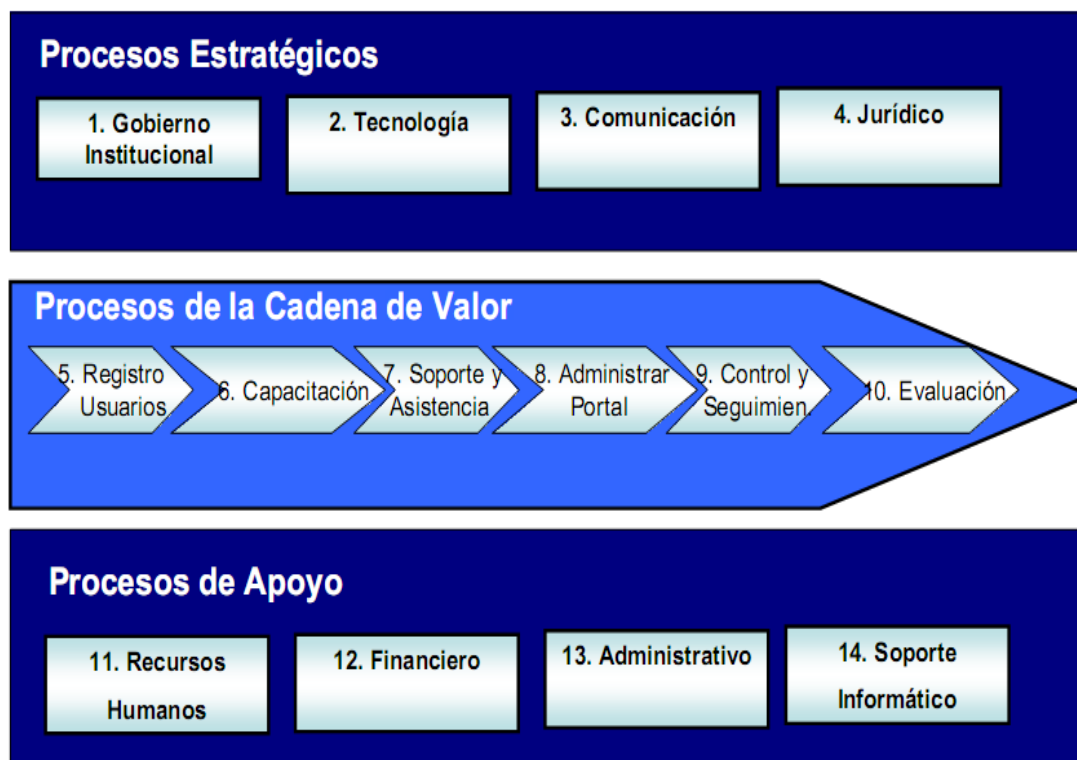 Procesos Estratégicos
1. Gobierno
Institucional
2. Tecnología
3. Comunicación
4. Jurídico
Procesos de la Cadena de Valor
5. Registro
Usuarios
6. Capacitación
7. Soporte y
Asistencia
8. Administrar
Portal
9. Control y
Seguimien.
10. Evaluación
Procesos de Apoyo
11. Recursos
Humanos
12. Financiero
13. Administrativo
14. Soporte
Informático